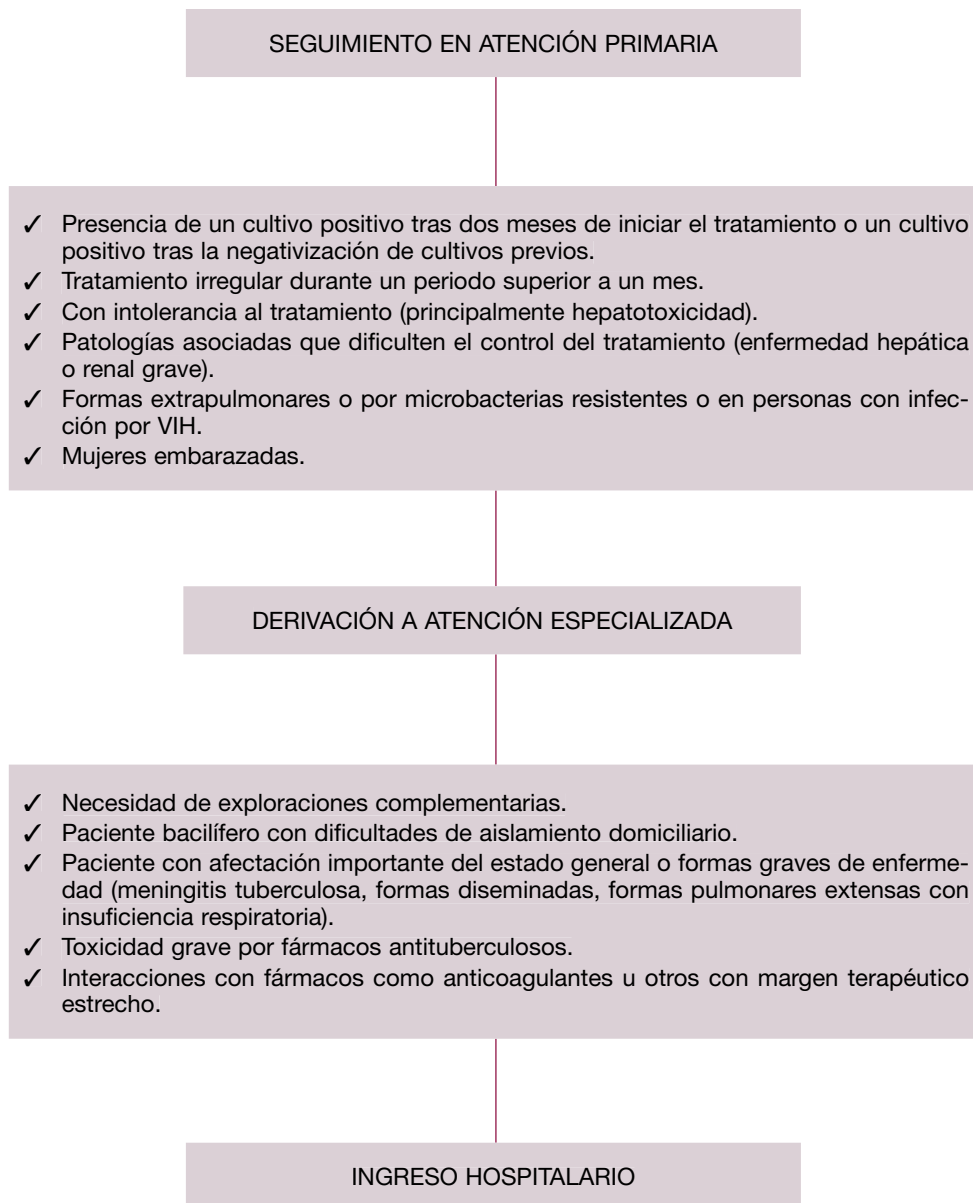 SEGUIMIENTO EN ATENCIÓN PRIMARIA
✓ Presencia de un cultivo positivo tras dos meses de iniciar el tratamiento o un cultivo
positivo tras la negativización de cultivos previos.
✓ Tratamiento irregular durante un periodo superior a un mes.
✓ Con intolerancia al tratamiento (principalmente hepatotoxicidad).
✓ Patologías asociadas que dificulten el control del tratamiento (enfermedad hepática
o renal grave).
✓ Formas extrapulmonares o por microbacterias resistentes o en personas con infec-
ción por VIH.
✓ Mujeres embarazadas.
DERIVACIÓN A ATENCIÓN ESPECIALIZADA
✓ Necesidad de exploraciones complementarias.
✓ Paciente bacilífero con dificultades de aislamiento domiciliario.
✓ Paciente con afectación importante del estado general o formas graves de enferme-
dad (meningitis tuberculosa, formas diseminadas, formas pulmonares extensas con
insuficiencia respiratoria).
✓ Toxicidad grave por fármacos antituberculosos.
✓ Interacciones con fármacos como anticoagulantes u otros con margen terapéutico
estrecho.
INGRESO HOSPITALARIO